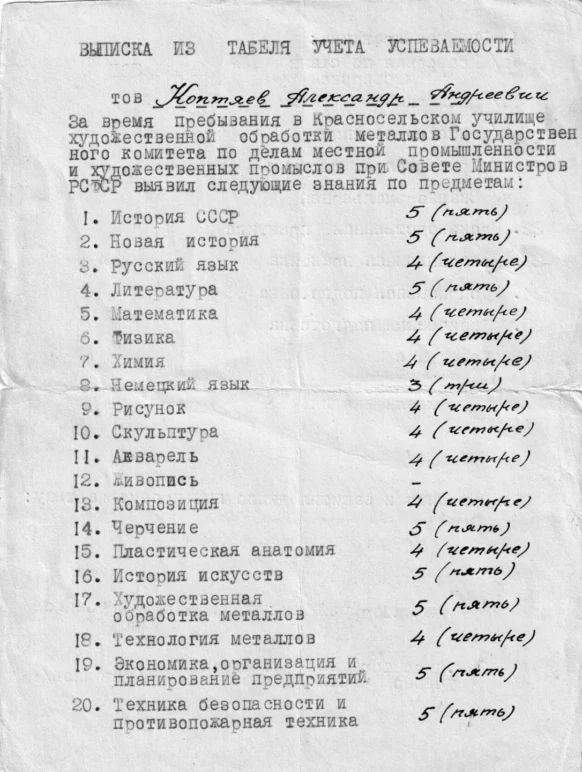 ВЫПИСКА ИЗ ТАБЕЛЯ УЧЕТА УСПЕВАЕМОСТИ
тов Коптяев Александр Андреевич
За время пребывания в Красносельском училище
художественной обработки металлов Государствен
ного комитета по делам местной промышленности
и художественных промыслов при Совете Министров
РСФСР выявил следующие знания по предметам:
1. История СССР 5 (пять)
2. Новая история 5 (пять)
3. Русский язык 4 (четыре)
4. Литература 5 (пять)
5. Математика 4 (четыре)
6. Физика 4 (четыре)
7. Химия 4 (четыре)
8. Немецкий язык 3 (три)
9. Рисунок 4 (четыре)
10. Скульптура 4 (четыре)
11. Акварель 4 (четыре)
12. Живопись –
13. Композиция 4 (четыре)
14. Черчение 5 (пять)
15. Пластическая анатомия 4 (четыре)
16. История искусств 5 (пять)
17. Художественная
обработка металлов 5 (пять)
18. Технология металлов 4 (четыре)
19. Экономика,организация и
планирование предприятий 5 (пять)
20. Техника безопасности и
противопожарная техника 5 (пять)